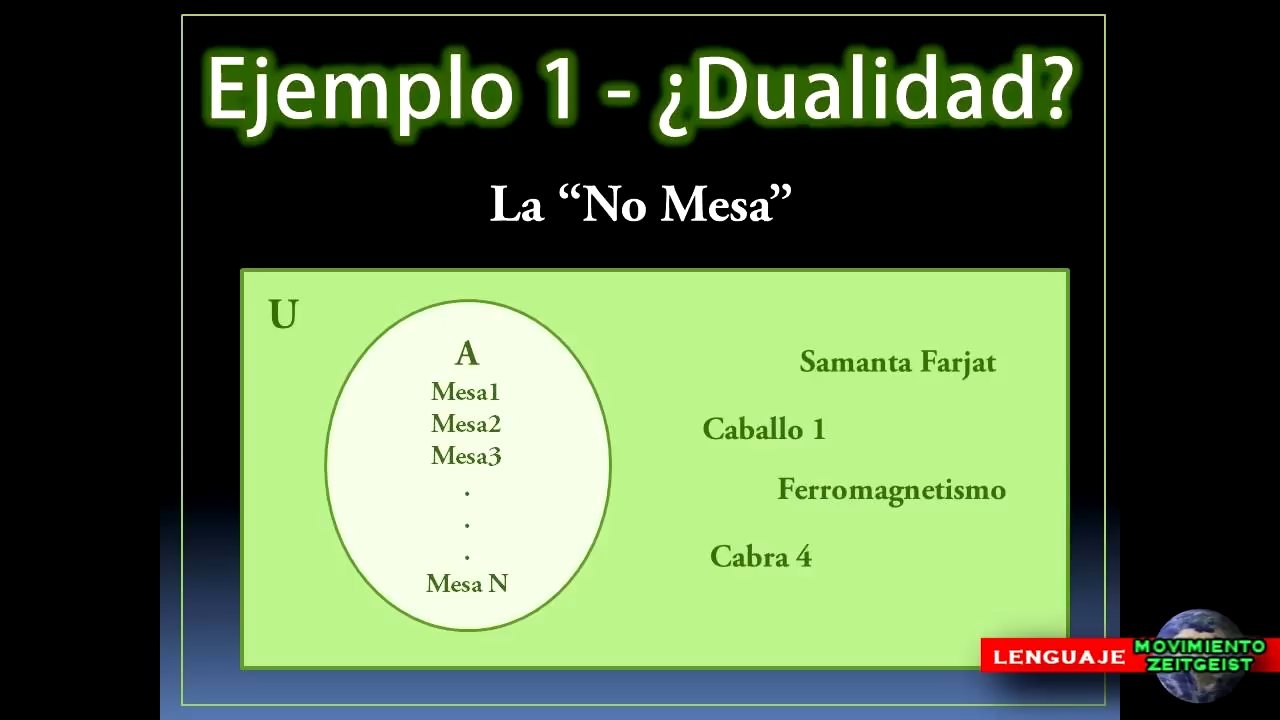 Ejemplo 1 - ¿Dualidad?
La “No Mesa”
U
A
Mesa1
Mesa2
Mesa3
.
.
.
Mesa N
Samanta Farjat
Caballo 1
Ferromagnetismo
Cabra 4
LENGUAJE
MOVIMIENTO
ZEITGEIST